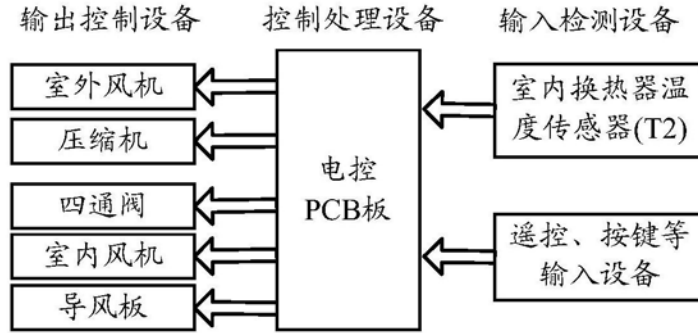 输出控制设备
控制处理设备
输入检测设备
室外风机
压缩机
四通阀
室内风机
导风板
电控
PCB板
室内换热器温
度传感器(T2)
遥控、按键等
输入设备